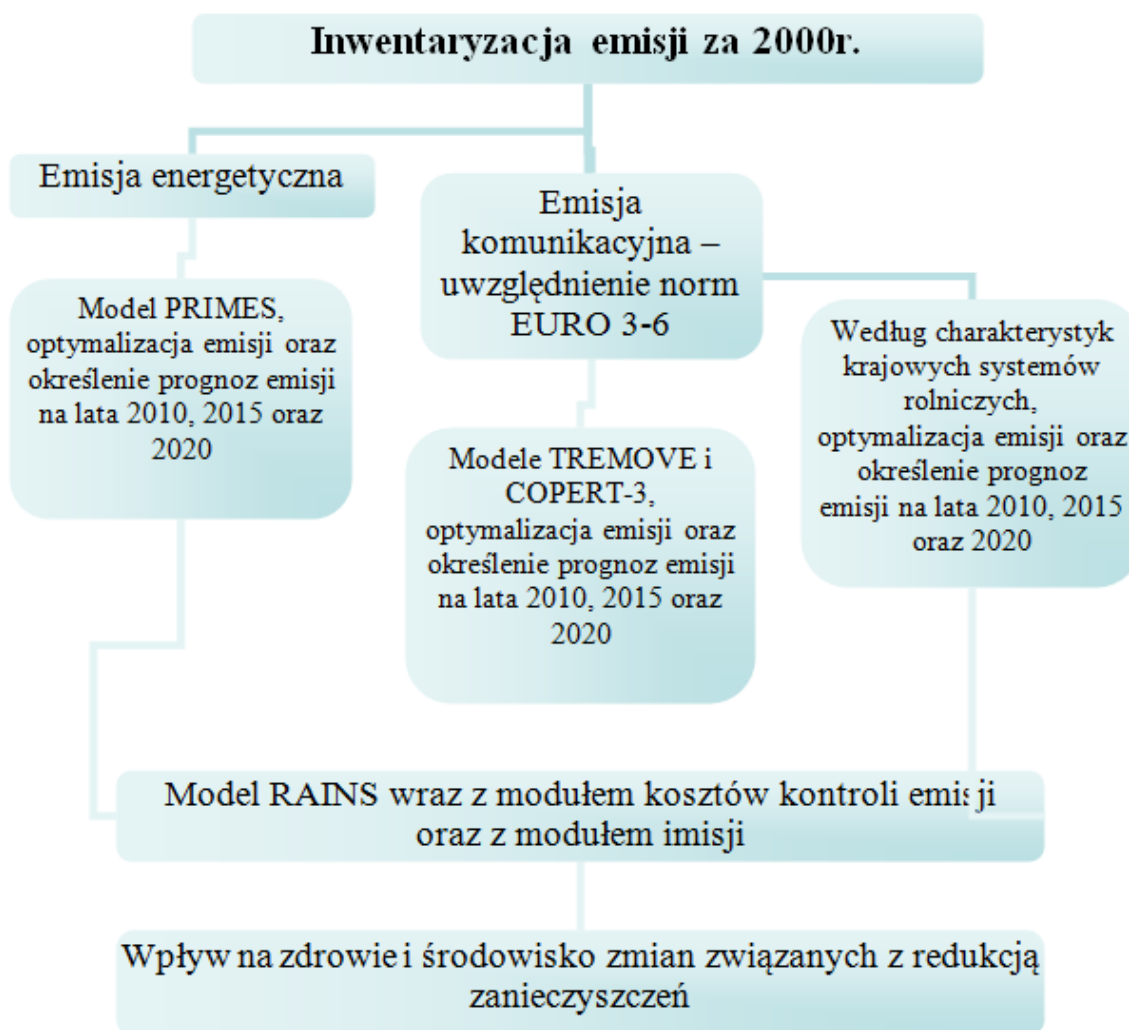 Inwentaryzacja emisji za 2000r.
Emisja energetyczna
Emisja
komunikacyjna –
uwzględnienie norm
EURO 3-6
Model PRIMES,
optymalizacja emisji oraz
określenie prognoz emisji
na lata 2010, 2015 oraz
2020
Modele TREMOVE i
COPERT-3,
optymalizacja emisji oraz
określenie prognoz emisji
na lata 2010, 2015 oraz
2020
Według charakterystyk
krajowych systemów
rolniczych,
optymalizacja emisji oraz
określenie prognoz
emisji na lata 2010, 2015
oraz 2020
Model RAINS wraz z modułem kosztów kontroli emisji
oraz z modułem imisji
Wpływ na zdrowie i środowisko zmian związanych z redukcją
zanieczyszczeń